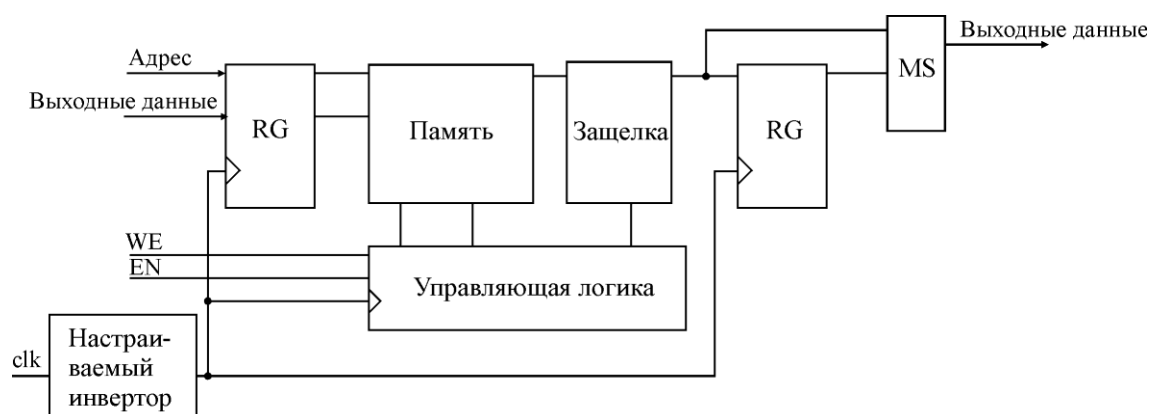 Выходные данные
MS
Адрес
Выходные данные
RG
Память
Защелка
RG
WE
EN
Управляющая логика
clk
Настраи-
ваемый
инвертор